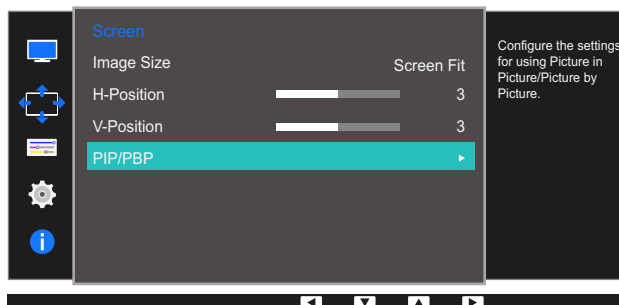 Screen
Image Size
Screen Fit
H-Position
3
V-Position
3
PIP/PBP
Configure the settings
for using Picture in
Picture/Picture by
Picture.